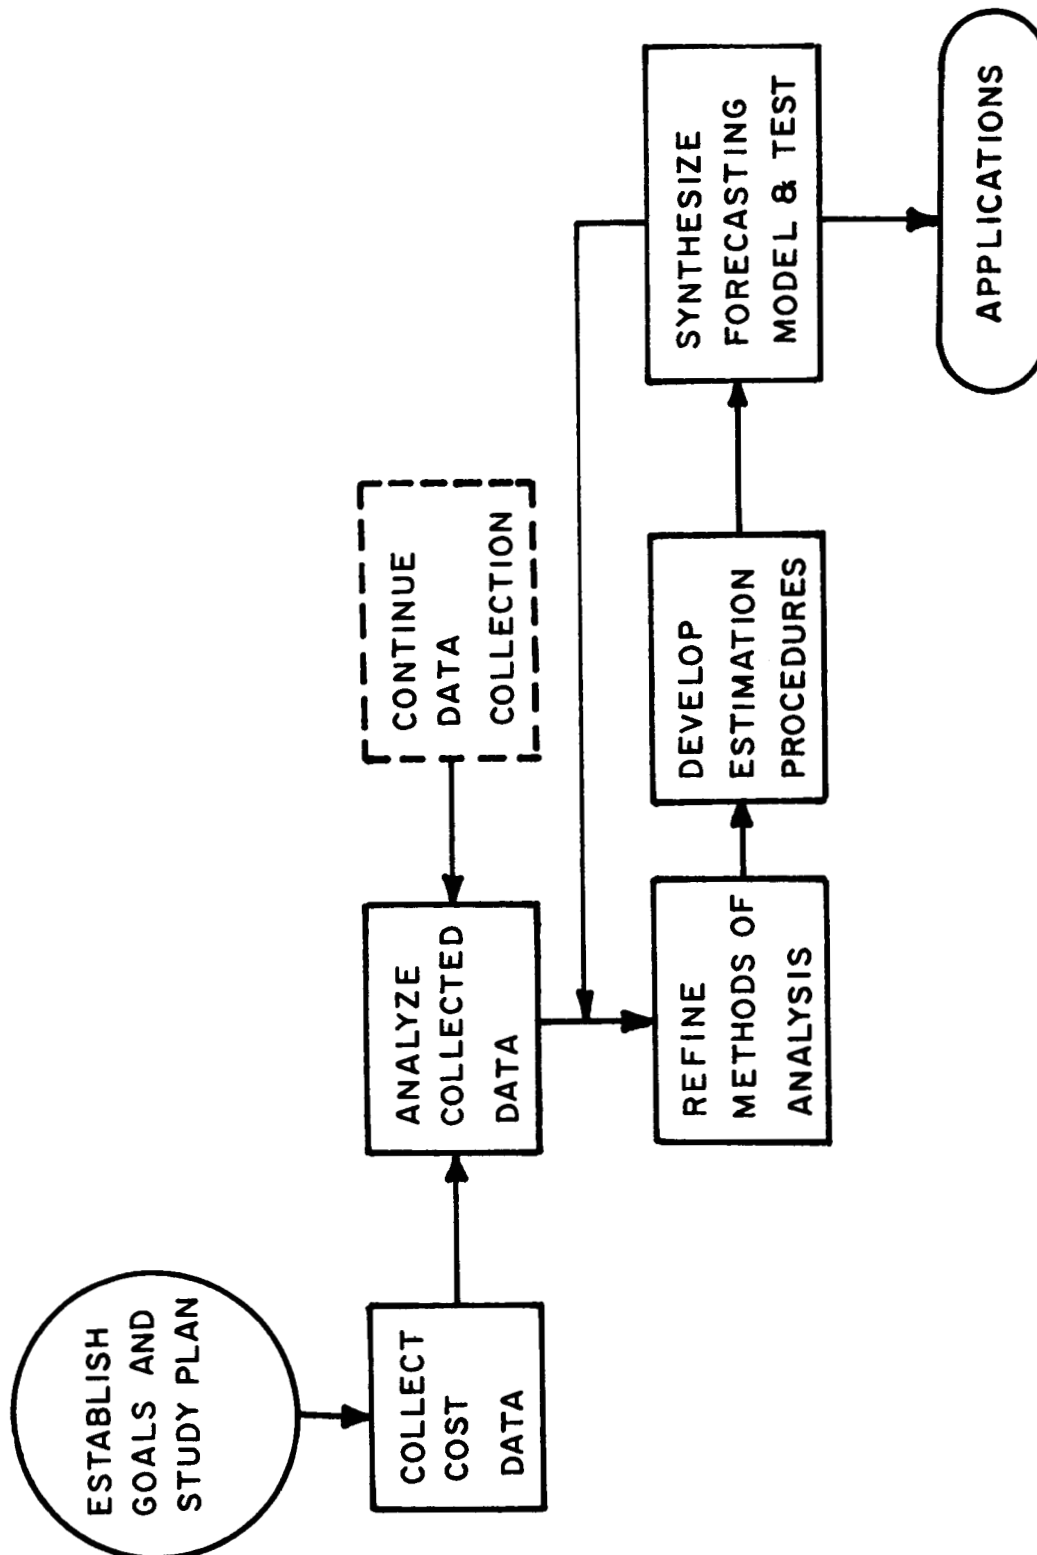 ESTABLISH
GOALS AND
STUDY PLAN
COLLECT
COST
DATA
ANALYZE
COLLECTED
DATA
CONTINUE
DATA
COLLECTION
REFINE
METHODS OF
ANALYSIS
DEVELOP
ESTIMATION
PROCEDURES
SYNTHESIZE
FORECASTING
MODEL & TEST
APPLICATIONS